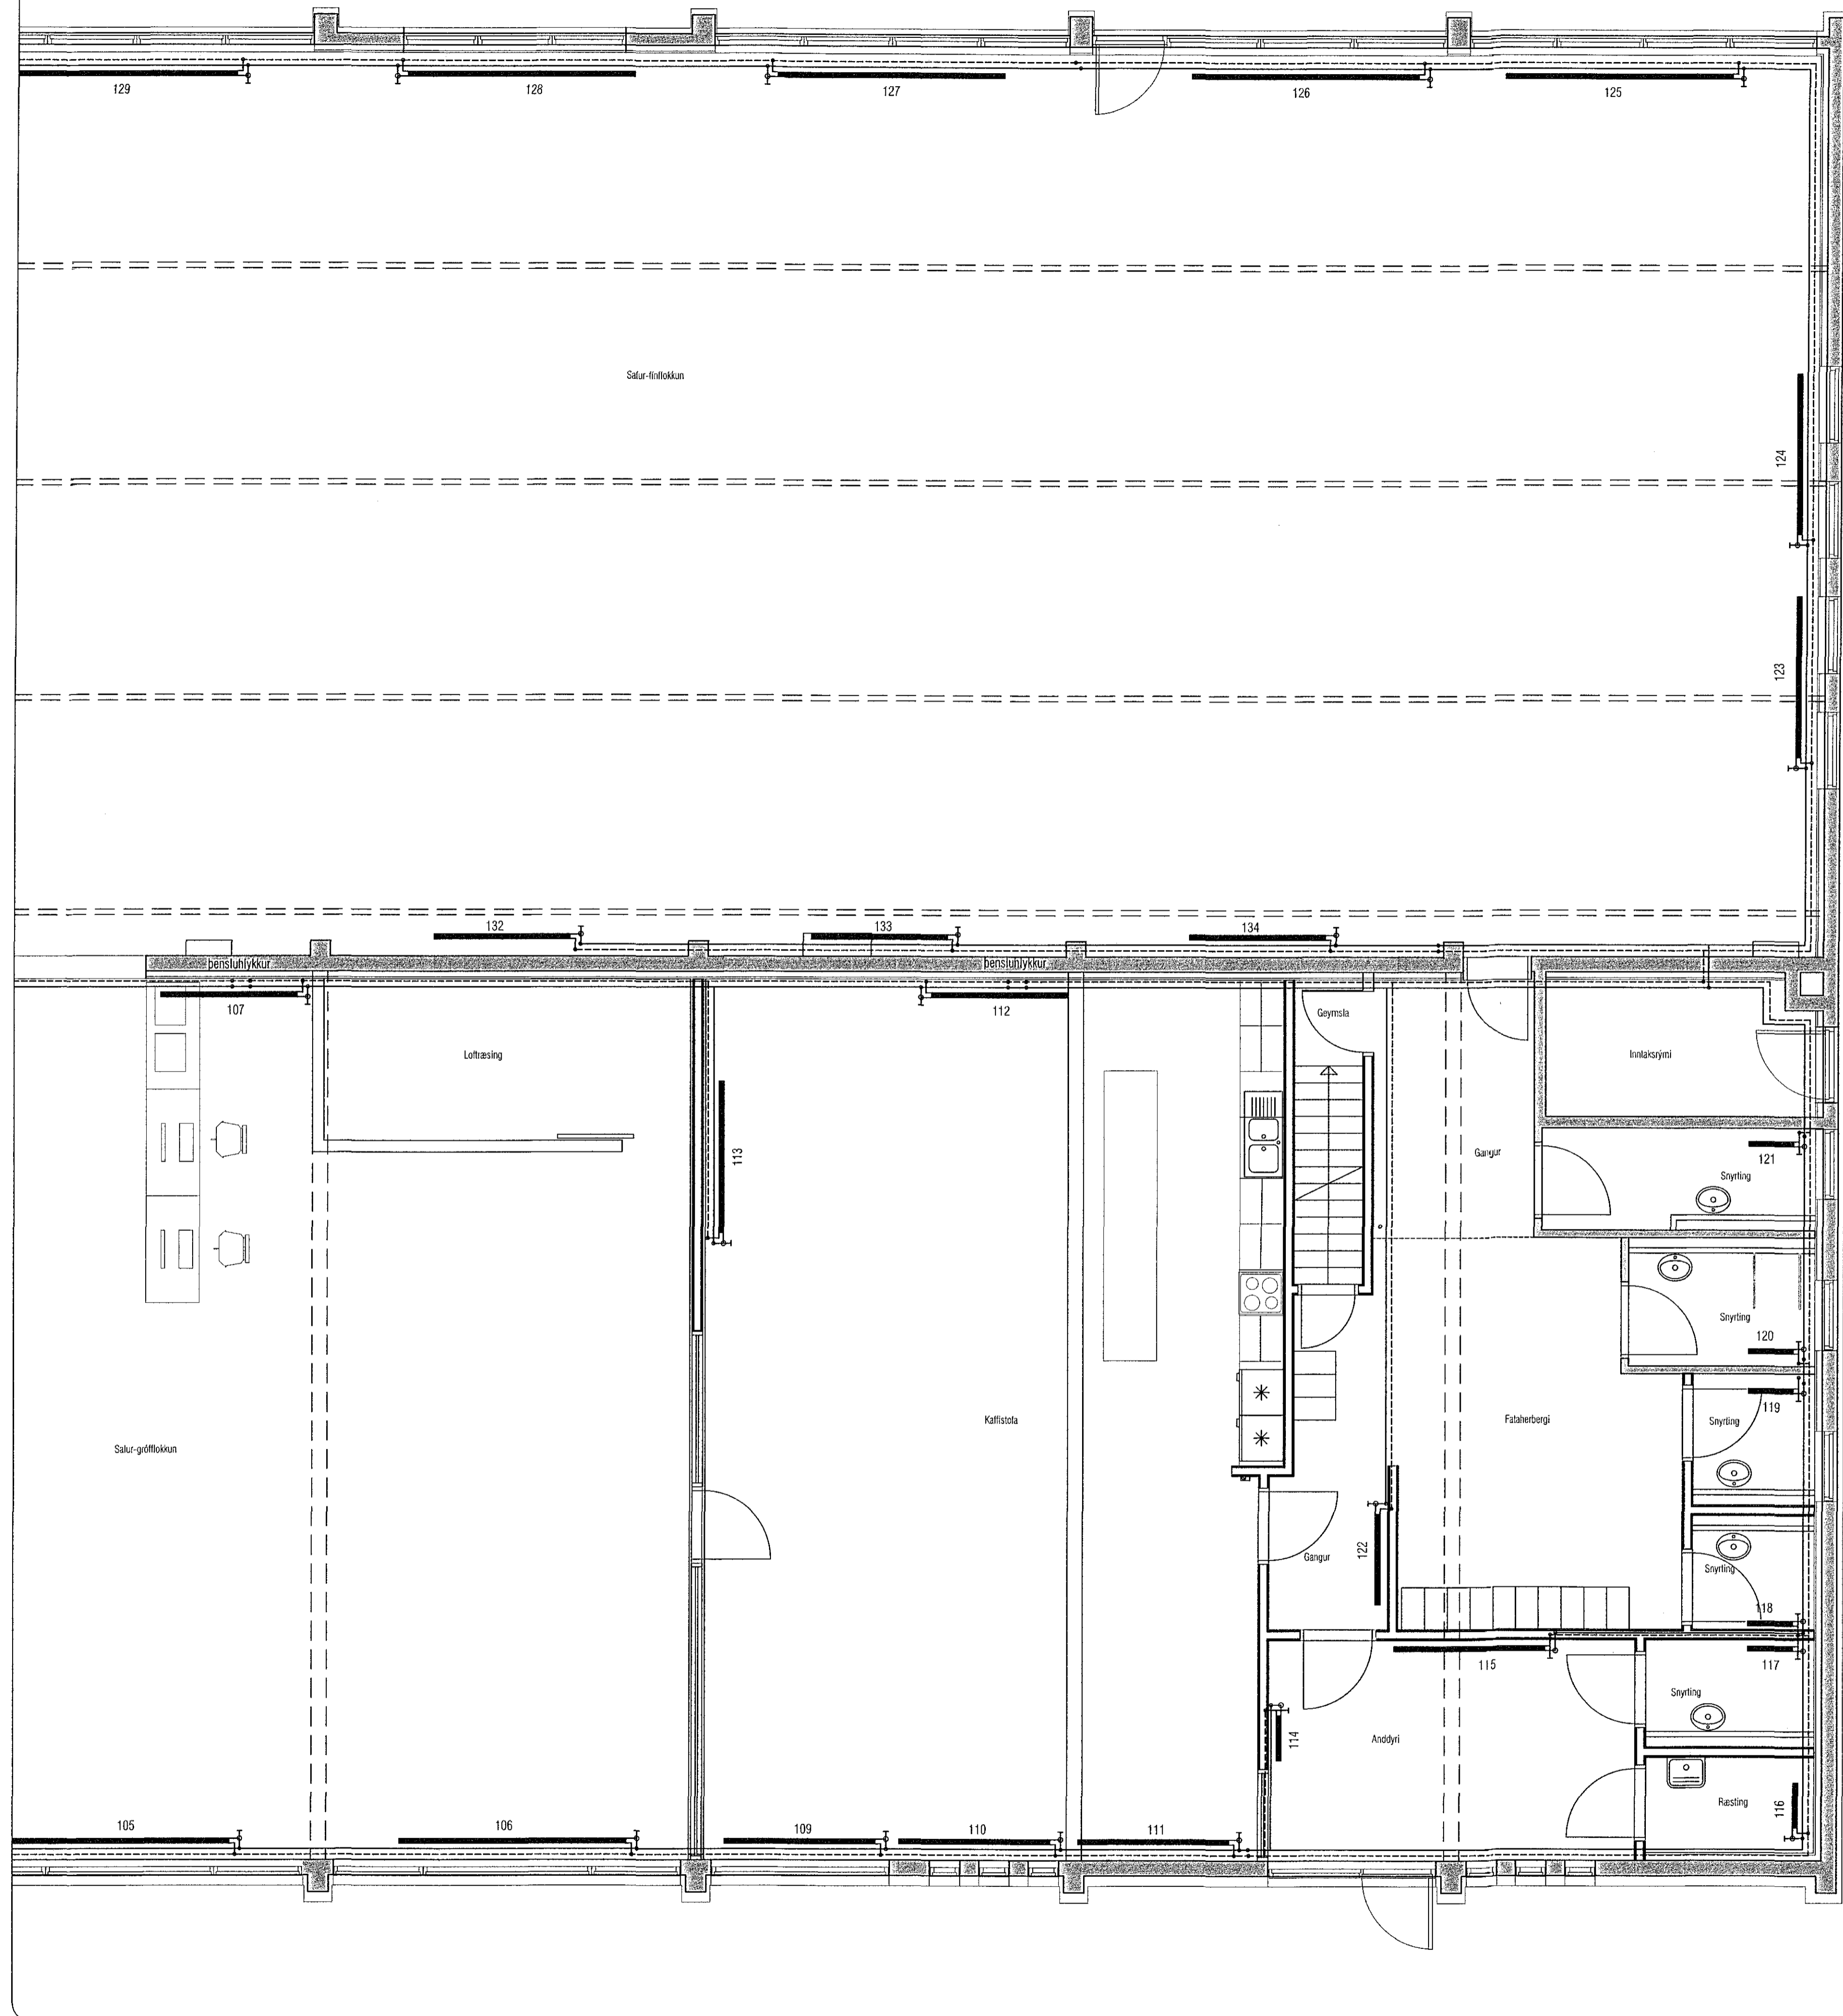 129
128
127
126
125
Salur-fínflokkun
124
123
132
133
134
þensluhlykkur
þensluhlykkur
107
112
Geymsla
Loftræsing
Inntaksrými
113
Gangur
121
Snyrting
Snyrting
120
119
Snyrting
Kaffistofa
Fataherbergi
Salur-grófflokkun
122
Gangur
Snyrting
118
115
117
Snyrting
114
Anddyri
Ræsting
116
105
106
109
110
111